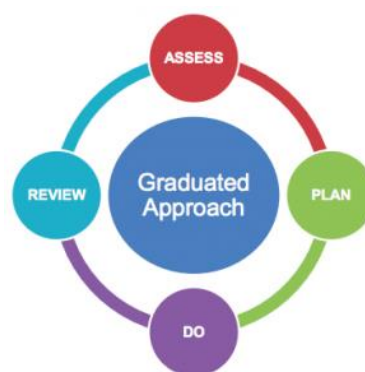 ASSESS
REVIEW
Graduated
Approach
PLAN
DO